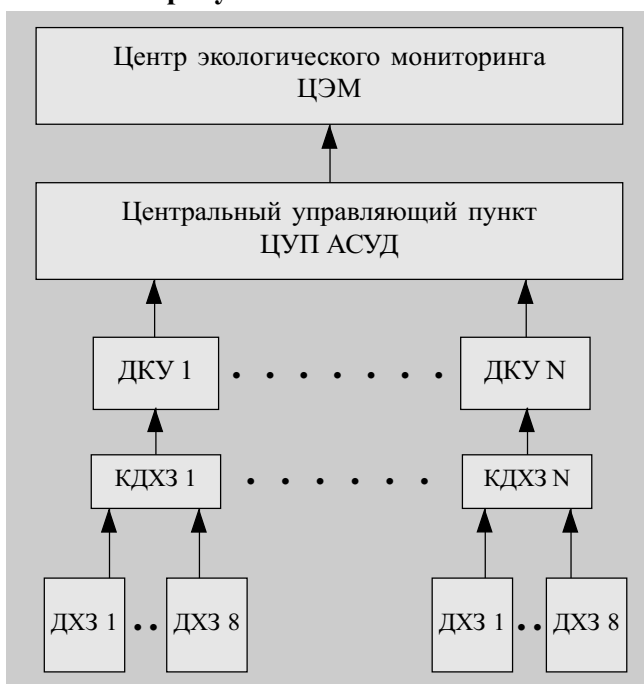 Центр экологического мониторинга
ЦЭМ
Центральный управляющий пункт
ЦУП АСУД
ДКУ 1 . . . . . . . ДКУ N
КДХЗ 1 . . . . . . КДХЗ N
ДХЗ 1 . . ДХЗ 8 ДХЗ 1 . . ДХЗ 8